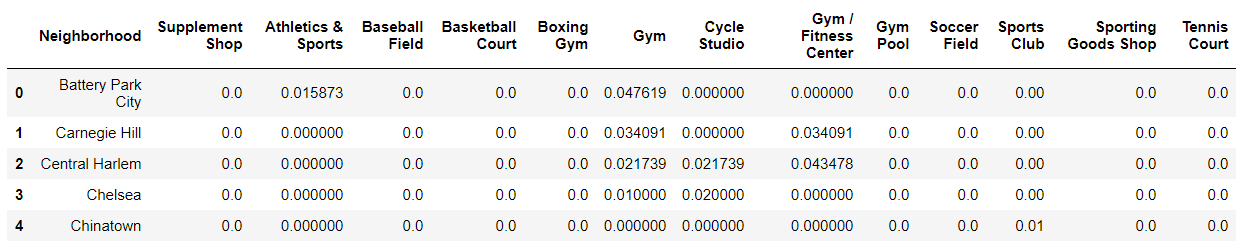 Neighborhood Supplement Shop Athletics & Sports Baseball Field Basketball Court Boxing Gym Gym Cycle Studio Gym / Fitness Center Gym Pool Soccer Field Sports Club Sporting Goods Shop Tennis Court
0 Battery Park City 0.0 0.015873 0.0 0.0 0.0 0.047619 0.000000 0.000000 0.0 0.0 0.00 0.0 0.0
1 Carnegie Hill 0.0 0.000000 0.0 0.0 0.0 0.034091 0.000000 0.034091 0.0 0.0 0.00 0.0 0.0
2 Central Harlem 0.0 0.000000 0.0 0.0 0.0 0.021739 0.021739 0.043478 0.0 0.0 0.00 0.0 0.0
3 Chelsea 0.0 0.000000 0.0 0.0 0.0 0.010000 0.020000 0.000000 0.0 0.0 0.00 0.0 0.0
4 Chinatown 0.0 0.000000 0.0 0.0 0.0 0.000000 0.000000 0.000000 0.0 0.0 0.01 0.0 0.0